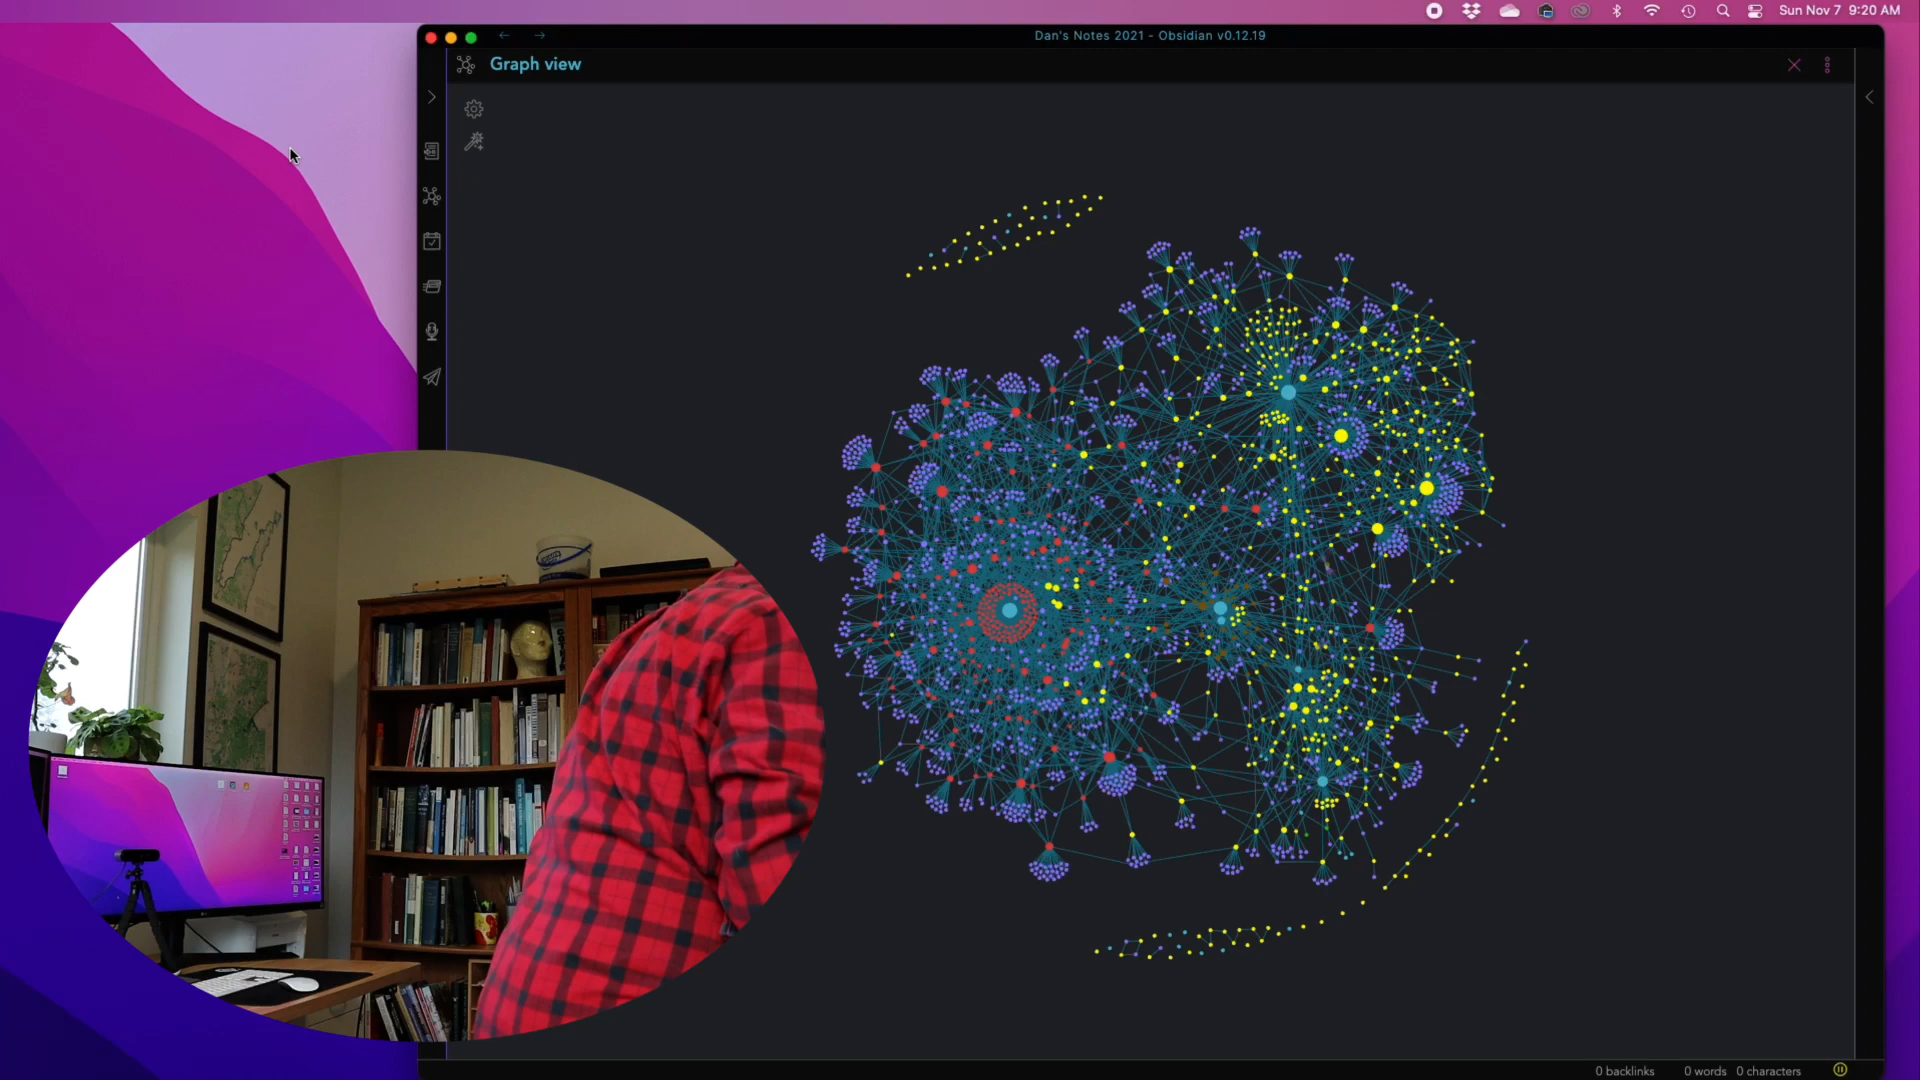 Sun Nov 7 9:20 AM
Dan's Notes 2021 - Obsidian v0.12.19
Graph view
0 backlinks 0 words 0 characters